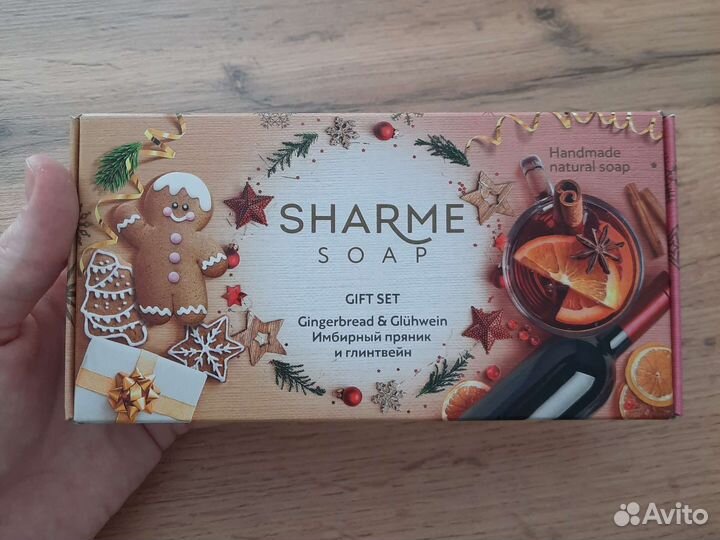 Handmade
natural soap
SHARME
SOAP
GIFT SET
Gingerbread & Glühwein
Имбирный пряник
и глинтвейн
Avito